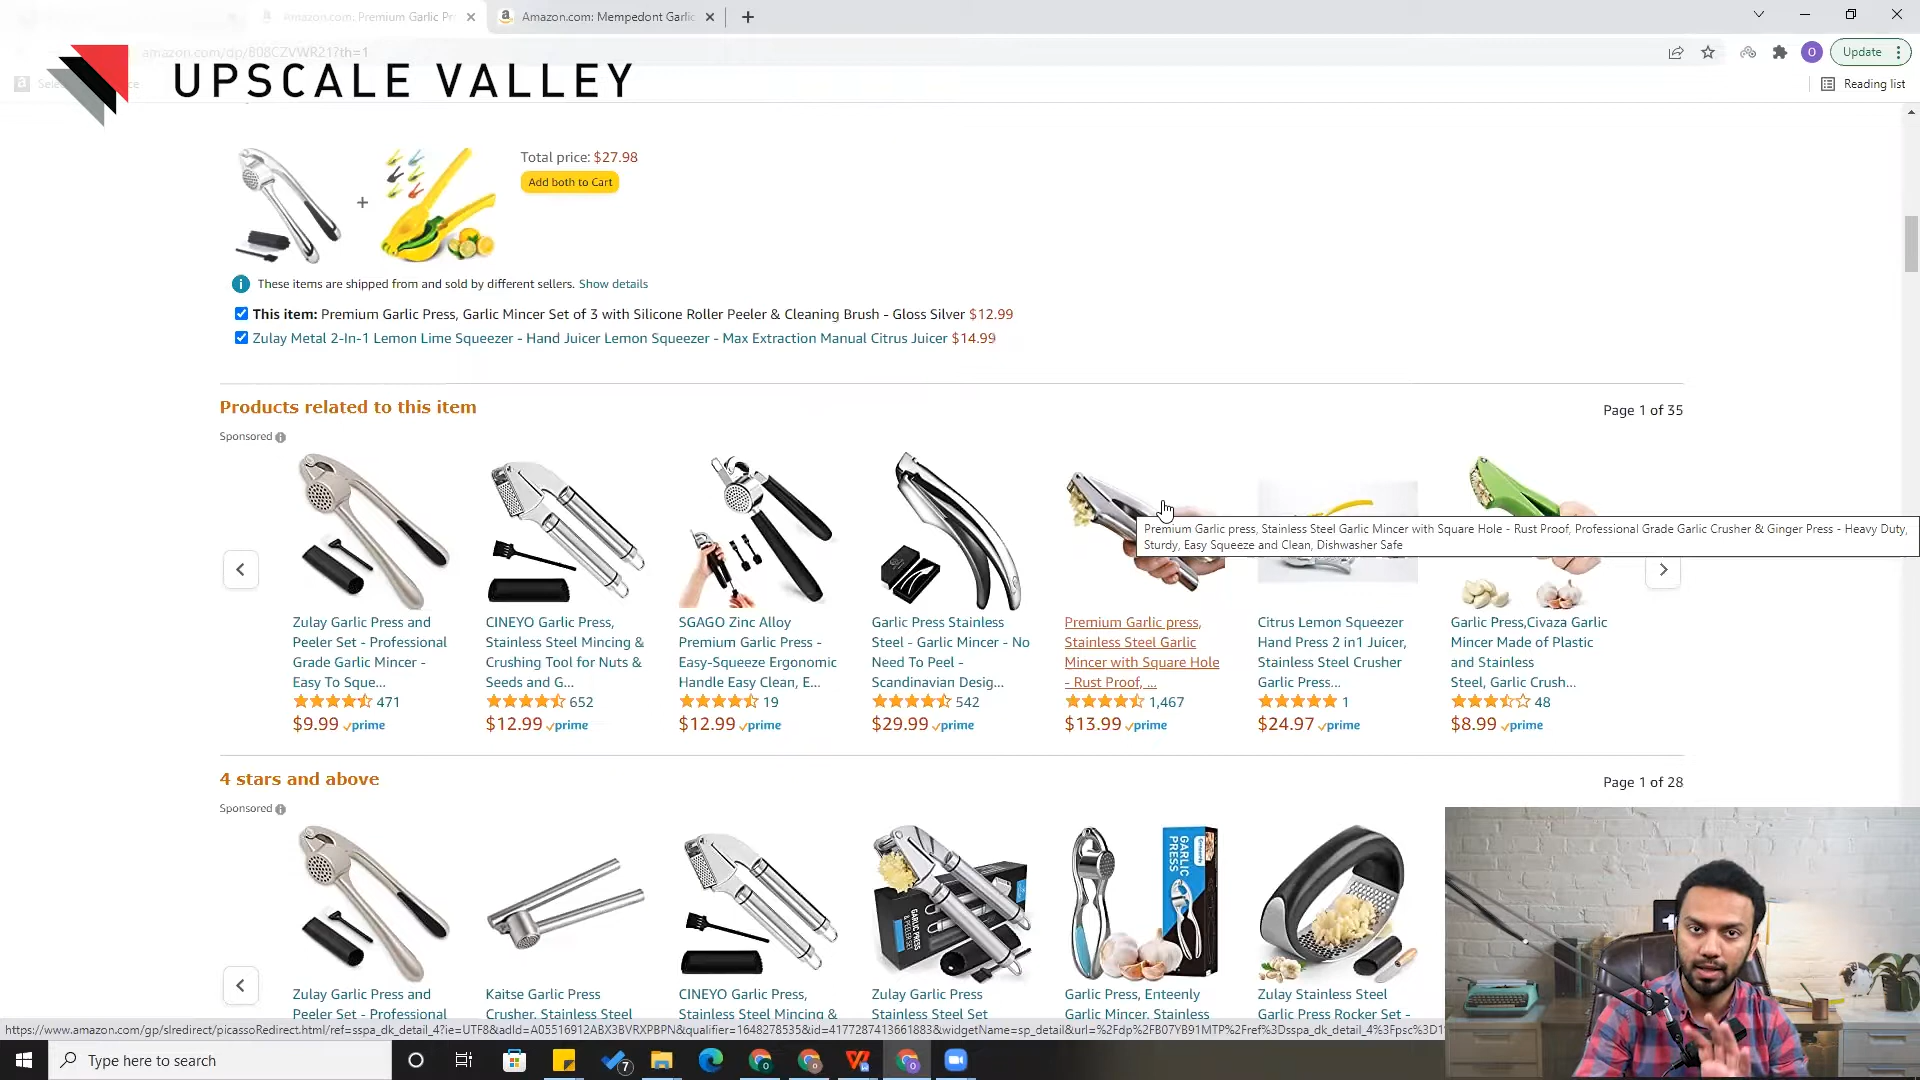 Amazon.com: Premium Garlic Pr
Amazon.com: Mempedont Garlic
amazon.com/dp/B08CZVWR21?th=1
Update
UPSCALE VALLEY
Reading list
Total price: $27.98
Add both to Cart
+
These items are shipped from and sold by different sellers. Show details
This item: Premium Garlic Press, Garlic Mincer Set of 3 with Silicone Roller Peeler & Cleaning Brush - Gloss Silver $12.99
Zulay Metal 2-In-1 Lemon Lime Squeezer - Hand Juicer Lemon Squeezer - Max Extraction Manual Citrus Juicer $14.99
Products related to this item
Page 1 of 35
Sponsored
Premium Garlic press, Stainless Steel Garlic Mincer with Square Hole - Rust Proof, Professional Grade Garlic Crusher & Ginger Press - Heavy Duty,
Sturdy, Easy Squeeze and Clean, Dishwasher Safe
Zulay Garlic Press and
Peeler Set - Professional
Grade Garlic Mincer -
Easy To Sque...
471
$9.99 prime
CINEYO Garlic Press,
Stainless Steel Mincing &
Crushing Tool for Nuts &
Seeds and G...
652
$12.99 prime
SGAGO Zinc Alloy
Premium Garlic Press -
Easy-Squeeze Ergonomic
Handle Easy Clean, E...
19
$12.99 prime
Garlic Press Stainless
Steel - Garlic Mincer - No
Need To Peel -
Scandinavian Desig...
542
$29.99 prime
Premium Garlic press,
Stainless Steel Garlic
Mincer with Square Hole
- Rust Proof, ...
1,467
$13.99 prime
Citrus Lemon Squeezer
Hand Press 2 in1 Juicer,
Stainless Steel Crusher
Garlic Press...
1
$24.97 prime
Garlic Press,Civaza Garlic
Mincer Made of Plastic
and Stainless
Steel, Garlic Crush...
48
$8.99 prime
4 stars and above
Page 1 of 28
Sponsored
GARLIC PRESS
& PEELER SET
GARLIC
PRESS
Zulay Garlic Press and
Peeler Set - Professional
Kaitse Garlic Press
Crusher, Stainless Steel
CINEYO Garlic Press,
Stainless Steel Mincing &
Zulay Garlic Press
Stainless Steel Set
Garlic Press, Enteenly
Garlic Mincer, Stainless
Zulay Stainless Steel
Garlic Press Rocker Set -
https://www.amazon.com/gp/slredirect/picassoRedirect.html/ref=sspa_dk_detail_4?ie=UTF8&adId=A05516912ABX3BVRXPBPN&qualifier=1648278535&id=4177287413661883&widgetName=sp_detail&url=%2Fdp%2FB07YB91MTP%2Fref%3Dsspa_dk_detail_4%3Fpsc%3D1
Type here to search
7